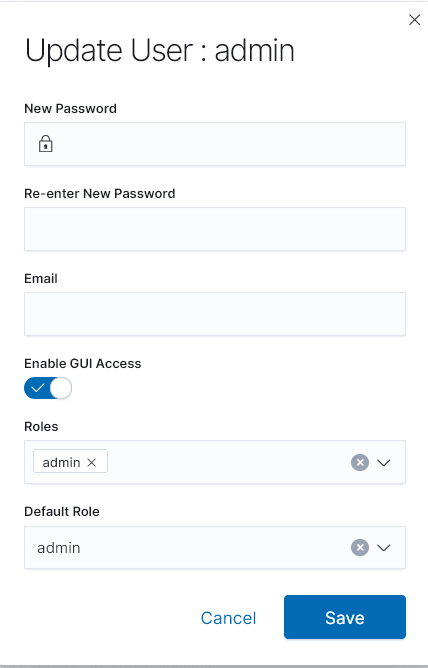 Update User : admin
New Password
Re-enter New Password
Email
Enable GUI Access
Roles
admin
Default Role
admin
Cancel Save